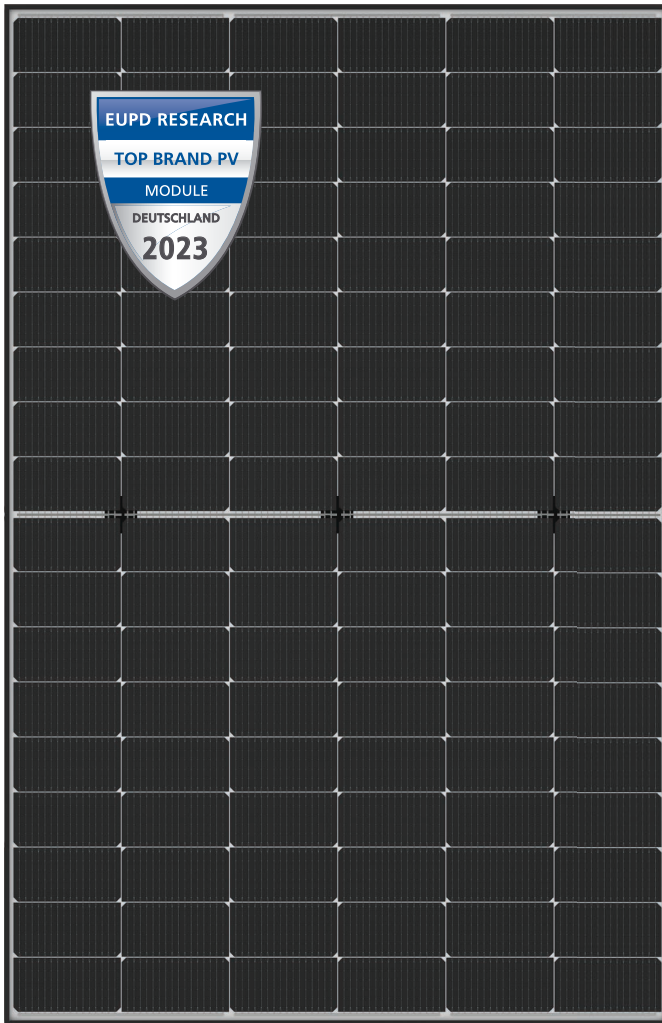 EUPD RESEARCH
TOP BRAND PV
MODULE
DEUTSCHLAND
2023